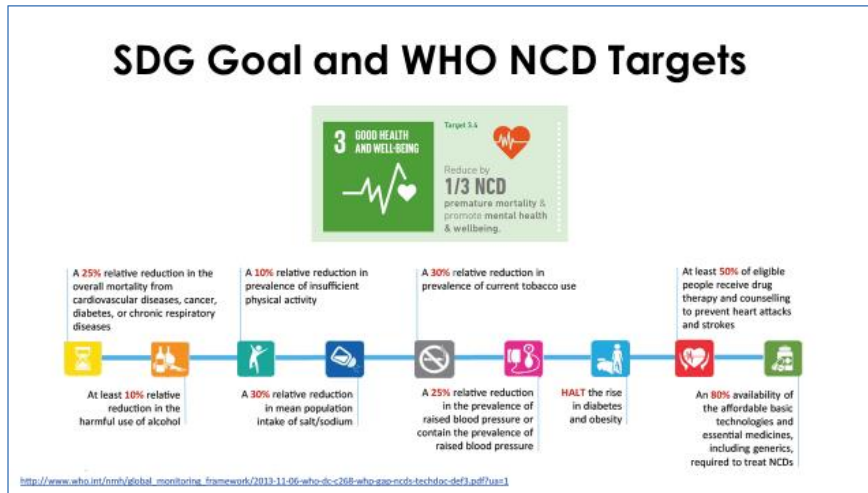 SDG Goal and WHO NCD Targets
3 GOOD HEALTH
AND WELL-BEING
Target 3.4
Reduce by
1/3 NCD
premature mortality &
promote mental health
& wellbeing.
A 25% relative reduction in the
overall mortality from
cardiovascular diseases, cancer,
diabetes, or chronic respiratory
diseases
A 10% relative reduction in
prevalence of insufficient
physical activity
A 30% relative reduction in
prevalence of current tobacco use
At least 50% of eligible
people receive drug
therapy and counselling
to prevent heart attacks
and strokes
At least 10% relative
reduction in the
harmful use of alcohol
A 30% relative reduction
in mean population
intake of salt/sodium
A 25% relative reduction
in the prevalence of
raised blood pressure or
contain the prevalence of
raised blood pressure
HALT the rise
in diabetes
and obesity
An 80% availability of
the affordable basic
technologies and
essential medicines,
including generics,
required to treat NCDs
http://www.who.int/nmh/global_monitoring_framework/2013-11-06-who-dc-c268-whp-gap-ncds-techdoc-def3.pdf?ua=1